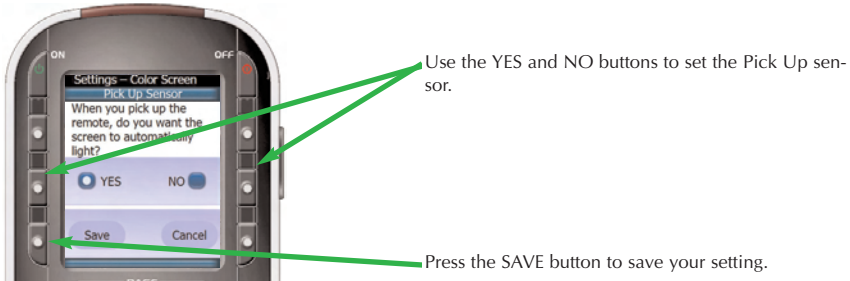 ON
OFF
Settings – Color Screen
Pick Up Sensor
When you pick up the
remote, do you want the
screen to automatically
light?
YES
NO
Save
Cancel
PAGE
Use the YES and NO buttons to set the Pick Up sen-
sor.
Press the SAVE button to save your setting.